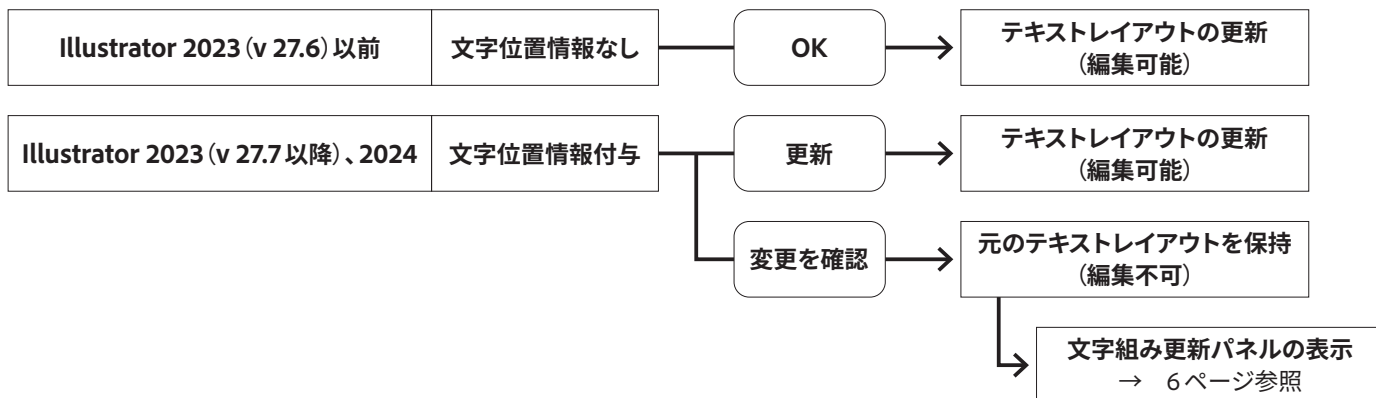 Illustrator 2023（v 27.6）以前
文字位置情報なし
OK
テキストレイアウトの更新
（編集可能）
Illustrator 2023（v 27.7以降）、2024
文字位置情報付与
更新
テキストレイアウトの更新
（編集可能）
変更を確認
元のテキストレイアウトを保持
（編集不可）
文字組み更新パネルの表示
→　6ページ参照